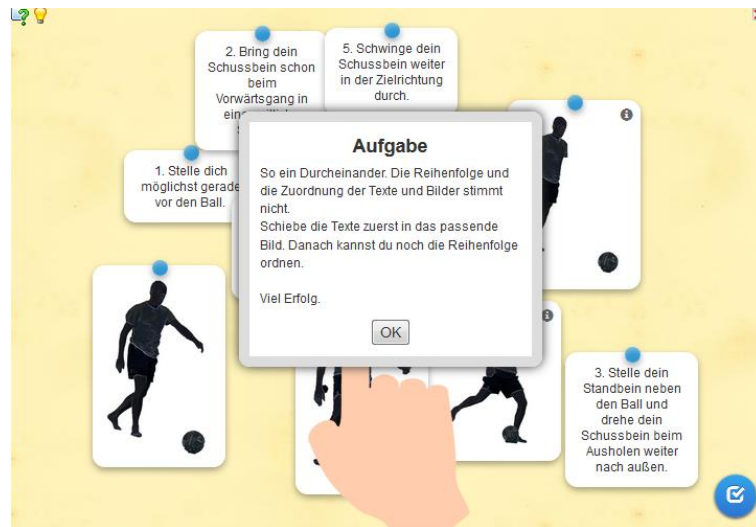 2. Bring dein
Schussbein schon
beim
Vorwärtsgang in
5. Schwinge dein
Schussbein weiter
in der Zielrichtung
durch.
1. Stelle dich
möglichst gerade
vor den Ball.
Aufgabe
So ein Durcheinander. Die Reihenfolge und
die Zuordnung der Texte und Bilder stimmt
nicht.
Schiebe die Texte zuerst in das passende
Bild. Danach kannst du noch die Reihenfolge
ordnen.
Viel Erfolg.
OK
3. Stelle dein
Standbein neben
den Ball und
drehe dein
Schussbein beim
Ausholen weiter
nach außen.